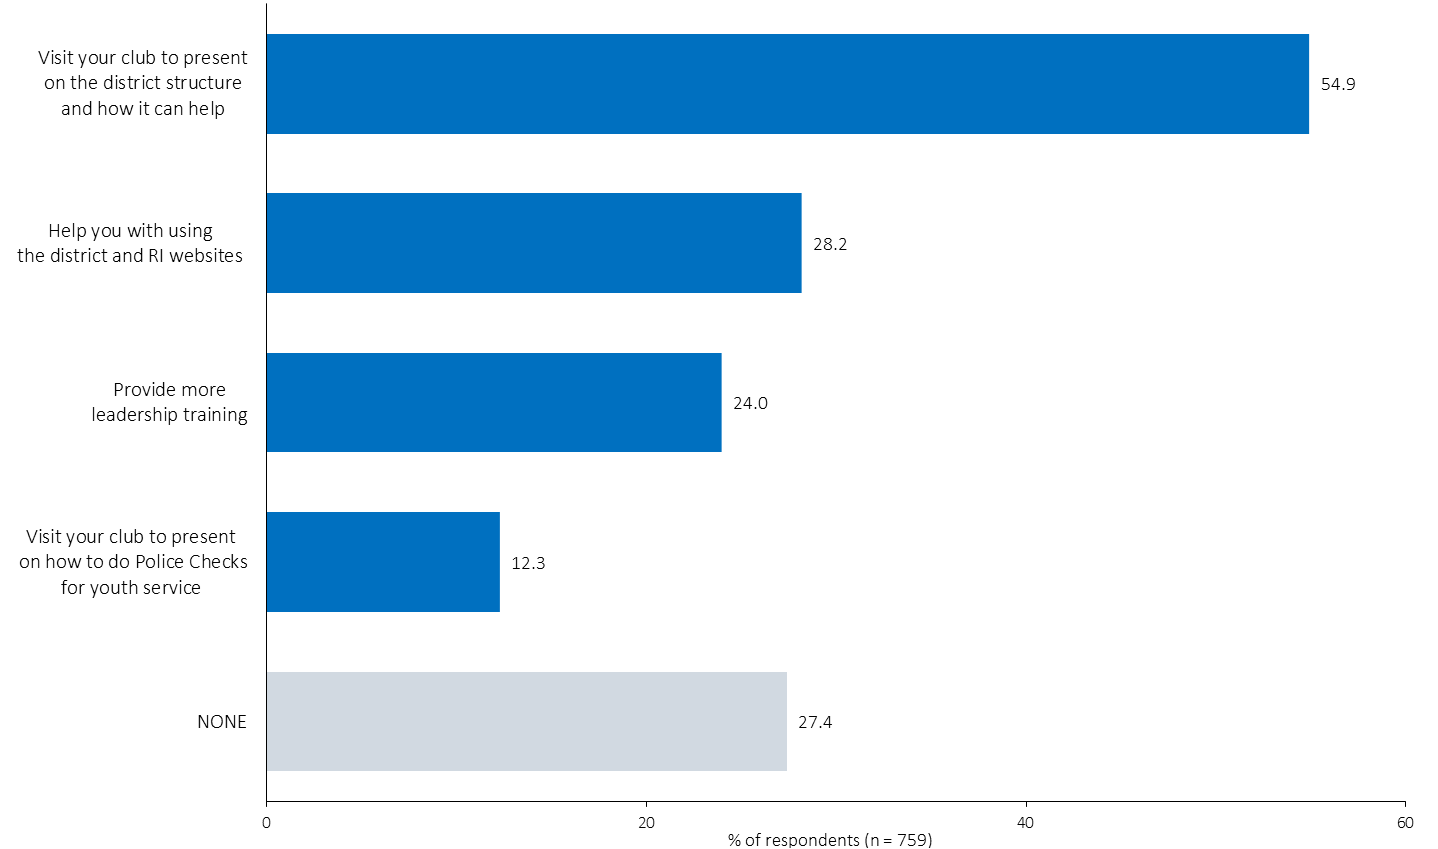 Visit your club to present
on the district structure
and how it can help
54.9
Help you with using
the district and RI websites
28.2
Provide more
leadership training
24.0
Visit your club to present
on how to do Police Checks
for youth service
12.3
NONE
27.4
0
20
40
60
% of respondents (n = 759)